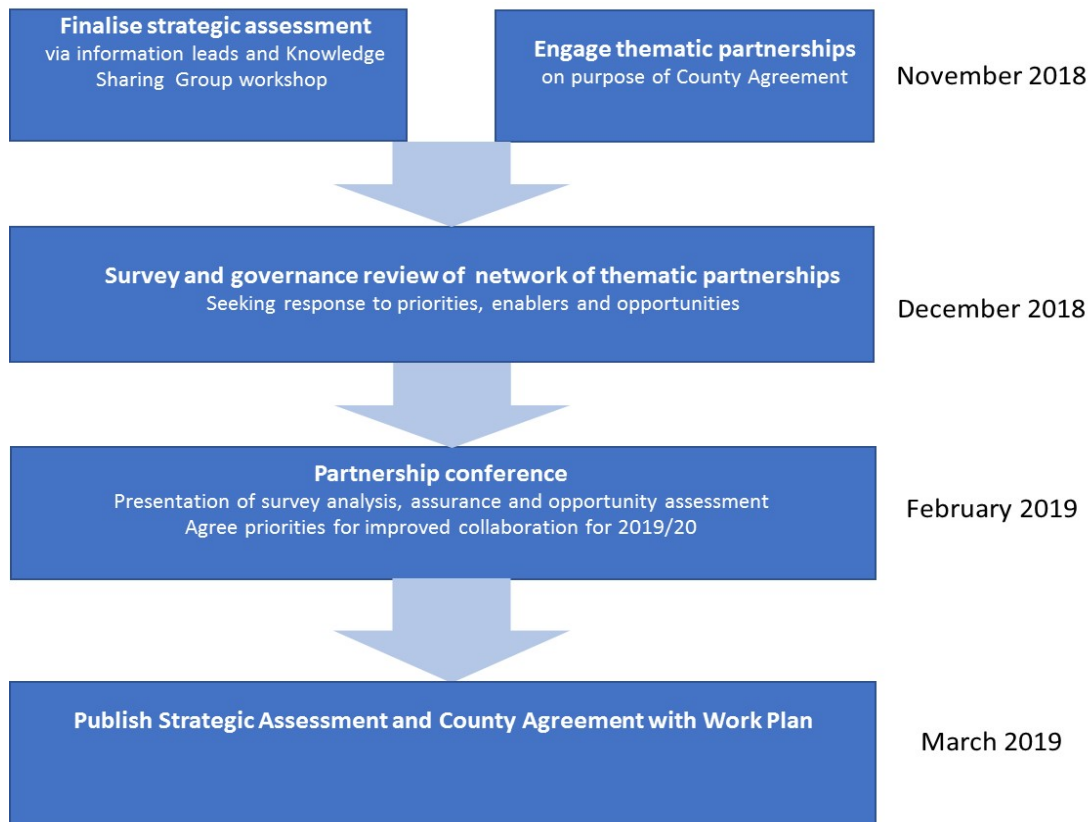 Finalise strategic assessment
via information leads and Knowledge
Sharing Group workshop
Engage thematic partnerships
on purpose of County Agreement
November 2018
Survey and governance review of network of thematic partnerships
Seeking response to priorities, enablers and opportunities
December 2018
Partnership conference
Presentation of survey analysis, assurance and opportunity assessment
Agree priorities for improved collaboration for 2019/20
February 2019
Publish Strategic Assessment and County Agreement with Work Plan
March 2019